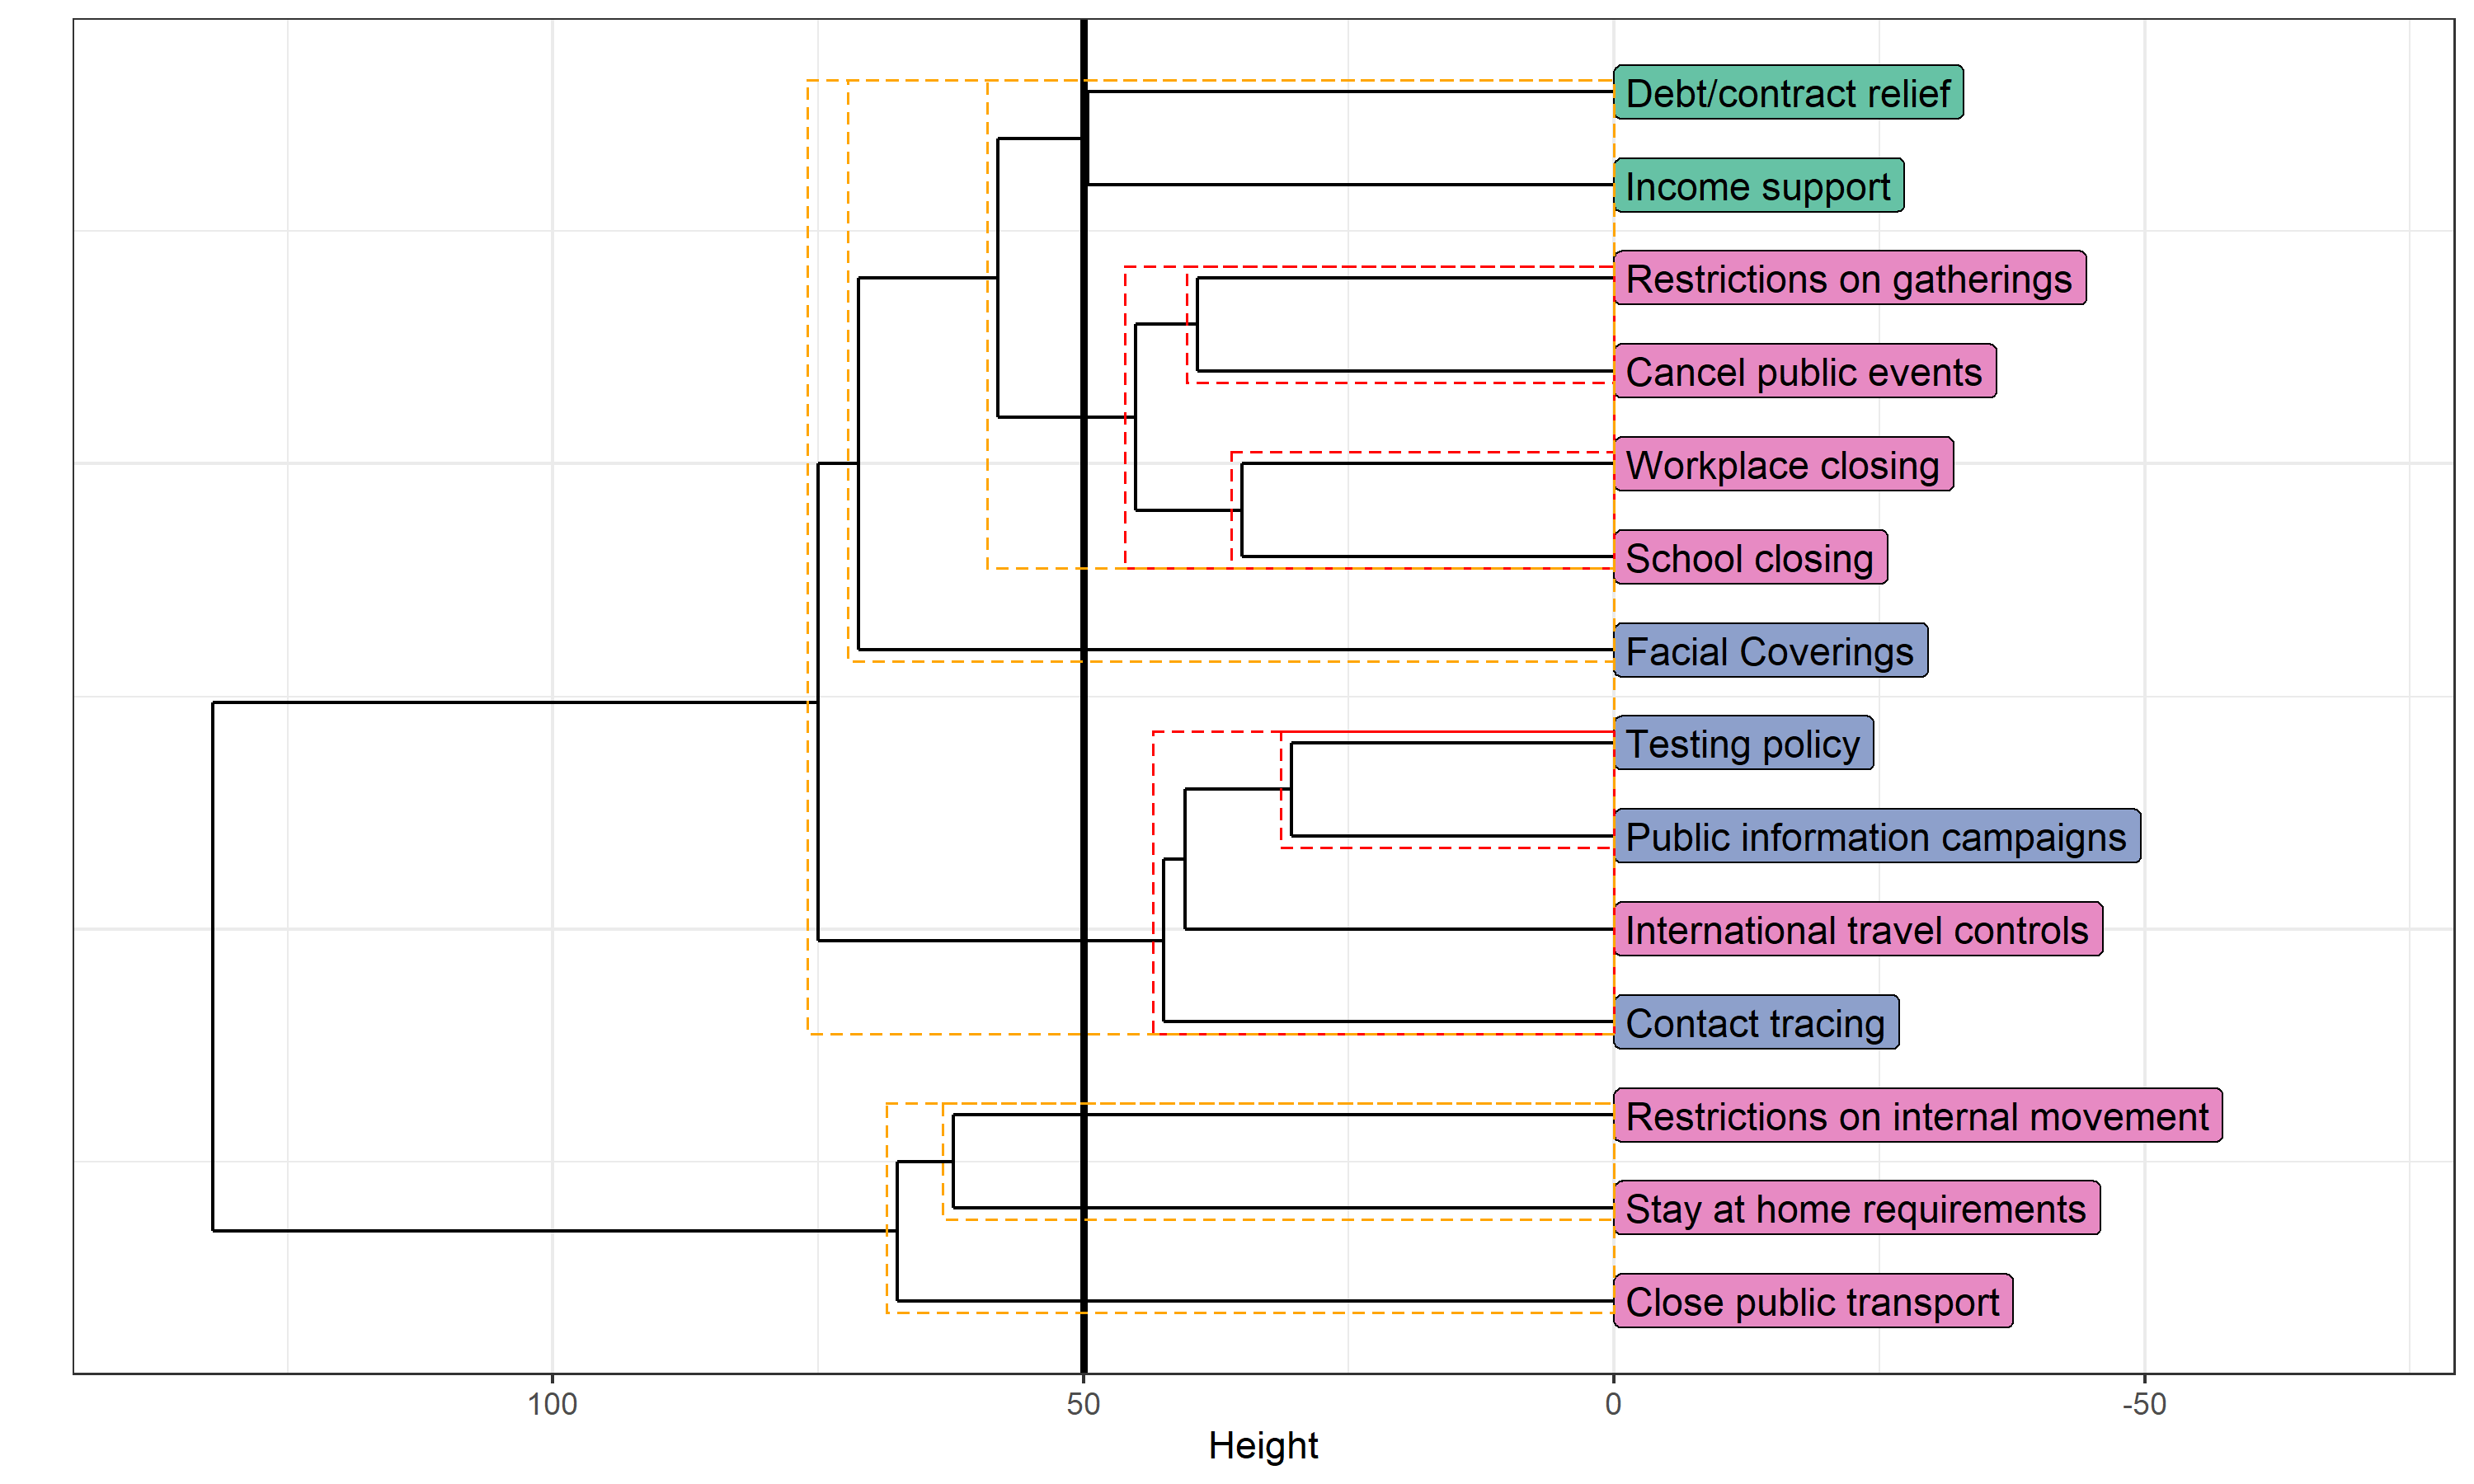 Debt/contract relief
Income support
Restrictions on gatherings
Cancel public events
Workplace closing
School closing
Facial Coverings
Testing policy
Public information campaigns
International travel controls
Contact tracing
Restrictions on internal movement
Stay at home requirements
Close public transport
100 50 0 -50
Height